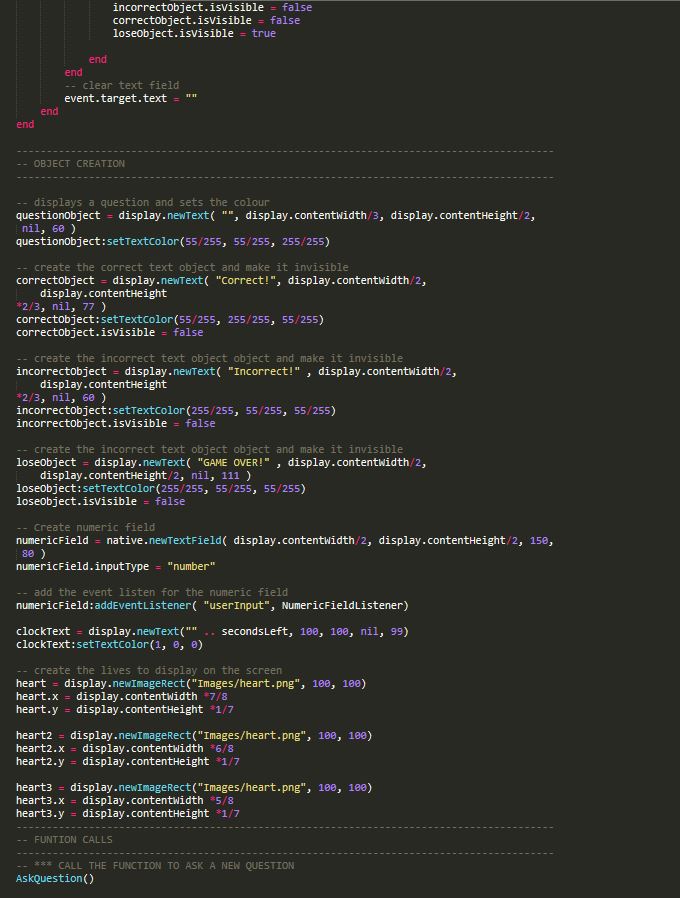 incorrectObject.isVisible = false
correctObject.isVisible = false
loseObject.isVisible = true
end
end
-- clear text field
event.target.text = ""
end
end
------------------------------------------------------------------------------------------
-- OBJECT CREATION
------------------------------------------------------------------------------------------
-- displays a question and sets the colour
questionObject = display.newText( "", display.contentWidth/3, display.contentHeight/2,
nil, 60 )
questionObject:setTextColor(55/255, 55/255, 255/255)
-- create the correct text object and make it invisible
correctObject = display.newText( "Correct!", display.contentWidth/2,
display.contentHeight
*2/3, nil, 77 )
correctObject:setTextColor(55/255, 255/255, 55/255)
correctObject.isVisible = false
-- create the incorrect text object object and make it invisible
incorrectObject = display.newText( "Incorrect!" , display.contentWidth/2,
display.contentHeight
*2/3, nil, 60 )
incorrectObject:setTextColor(255/255, 55/255, 55/255)
incorrectObject.isVisible = false
-- create the incorrect text object object and make it invisible
loseObject = display.newText( "GAME OVER!" , display.contentWidth/2,
display.contentHeight/2, nil, 111 )
loseObject:setTextColor(255/255, 55/255, 55/255)
loseObject.isVisible = false
-- Create numeric field
numericField = native.newTextField( display.contentWidth/2, display.contentHeight/2, 150,
80 )
numericField.inputType = "number"
-- add the event listen for the numeric field
numericField:addEventListener( "userInput", NumericFieldListener)
clockText = display.newText("" .. secondsLeft, 100, 100, nil, 99)
clockText:setTextColor(1, 0, 0)
-- create the lives to display on the screen
heart = display.newImageRect("Images/heart.png", 100, 100)
heart.x = display.contentWidth *7/8
heart.y = display.contentHeight *1/7
heart2 = display.newImageRect("Images/heart.png", 100, 100)
heart2.x = display.contentWidth *6/8
heart2.y = display.contentHeight *1/7
heart3 = display.newImageRect("Images/heart.png", 100, 100)
heart3.x = display.contentWidth *5/8
heart3.y = display.contentHeight *1/7
------------------------------------------------------------------------------------------
-- FUNTION CALLS
------------------------------------------------------------------------------------------
-- *** CALL THE FUNCTION TO ASK A NEW QUESTION
AskQuestion()